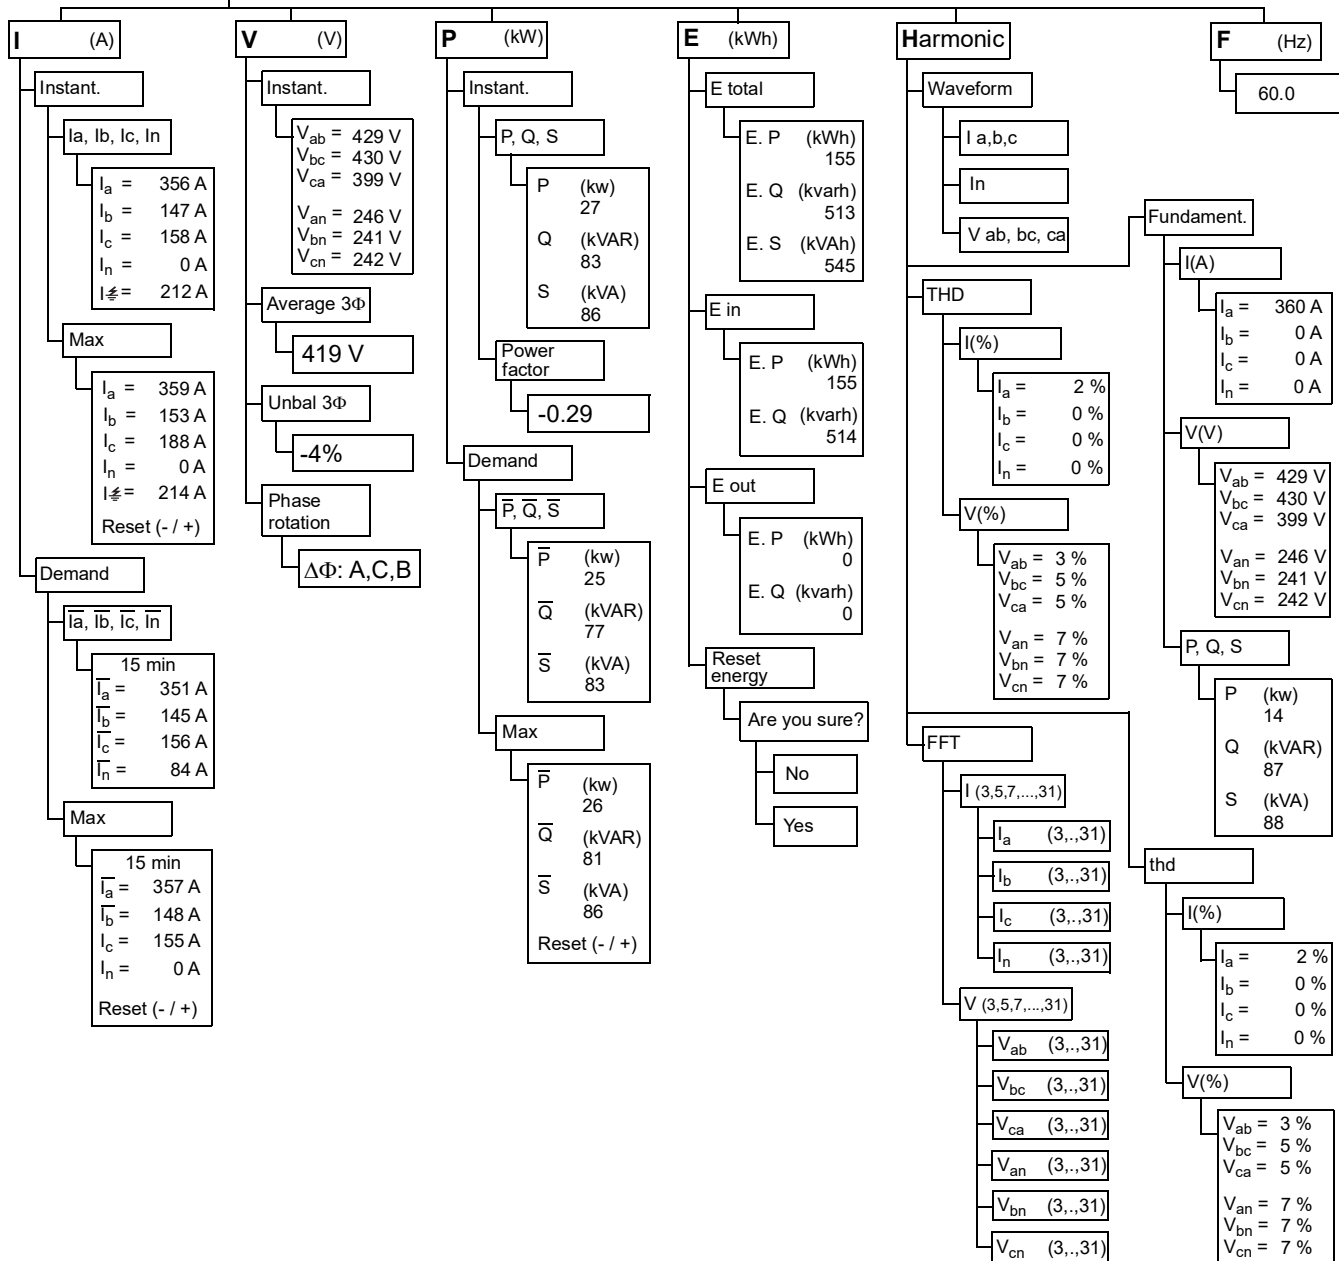 I (A)
Instant.
Ia, Ib, Ic, In
Ia = 356 A
Ib = 147 A
Ic = 158 A
In = 0 A
I⏚ = 212 A
Max
Ia = 359 A
Ib = 153 A
Ic = 188 A
In = 0 A
I⏚ = 214 A
Reset (- / +)
Demand
I̅a̅, I̅b̅, I̅c̅, I̅n̅
15 min
I̅a̅ = 351 A
I̅b̅ = 145 A
I̅c̅ = 156 A
I̅n̅ = 84 A
Max
15 min
I̅a̅ = 357 A
I̅b̅ = 148 A
Ic = 155 A
In = 0 A
Reset (- / +)
V (V)
Instant.
Vab = 429 V
Vbc = 430 V
Vca = 399 V
Van = 246 V
Vbn = 241 V
Vcn = 242 V
Average 3Φ
419 V
Unbal 3Φ
-4%
Phase
rotation
ΔΦ: A,C,B
P (kW)
Instant.
P, Q, S
P (kw)
27
Q (kVAR)
83
S (kVA)
86
Power
factor
-0.29
Demand
P̅, Q̅, S̅
P̅ (kw)
25
Q̅ (kVAR)
77
S̅ (kVA)
83
Max
P̅ (kw)
26
Q̅ (kVAR)
81
S̅ (kVA)
86
Reset (- / +)
E (kWh)
E total
E. P (kWh)
155
E. Q (kvarh)
513
E. S (kVAh)
545
E in
E. P (kWh)
155
E. Q (kvarh)
514
E out
E. P (kWh)
0
E. Q (kvarh)
0
Reset
energy
Are you sure?
No
Yes
Harmonic
Waveform
I a,b,c
In
V ab, bc, ca
Fundament.
I(A)
Ia = 360 A
Ib = 0 A
Ic = 0 A
In = 0 A
V(V)
Vab = 429 V
Vbc = 430 V
Vca = 399 V
Van = 246 V
Vbn = 241 V
Vcn = 242 V
P, Q, S
P (kw)
14
Q (kVAR)
87
S (kVA)
88
THD
I(%)
Ia = 2 %
Ib = 0 %
Ic = 0 %
In = 0 %
V(%)
Vab = 3 %
Vbc = 5 %
Vca = 5 %
Van = 7 %
Vbn = 7 %
Vcn = 7 %
thd
I(%)
Ia = 2 %
Ib = 0 %
Ic = 0 %
In = 0 %
V(%)
Vab = 3 %
Vbc = 5 %
Vca = 5 %
Van = 7 %
Vbn = 7 %
Vcn = 7 %
FFT
I (3,5,7,...,31)
Ia (3,.,31)
Ib (3,.,31)
Ic (3,.,31)
In (3,.,31)
V (3,5,7,...,31)
Vab (3,.,31)
Vbc (3,.,31)
Vca (3,.,31)
Van (3,.,31)
Vbn (3,.,31)
Vcn (3,.,31)
F (Hz)
60.0